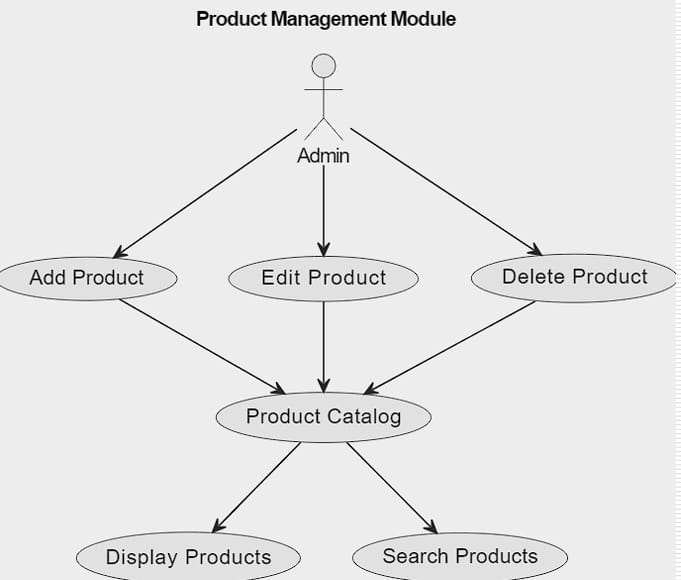 Product Management Module
Admin
Add Product
Edit Product
Delete Product
Product Catalog
Display Products
Search Products